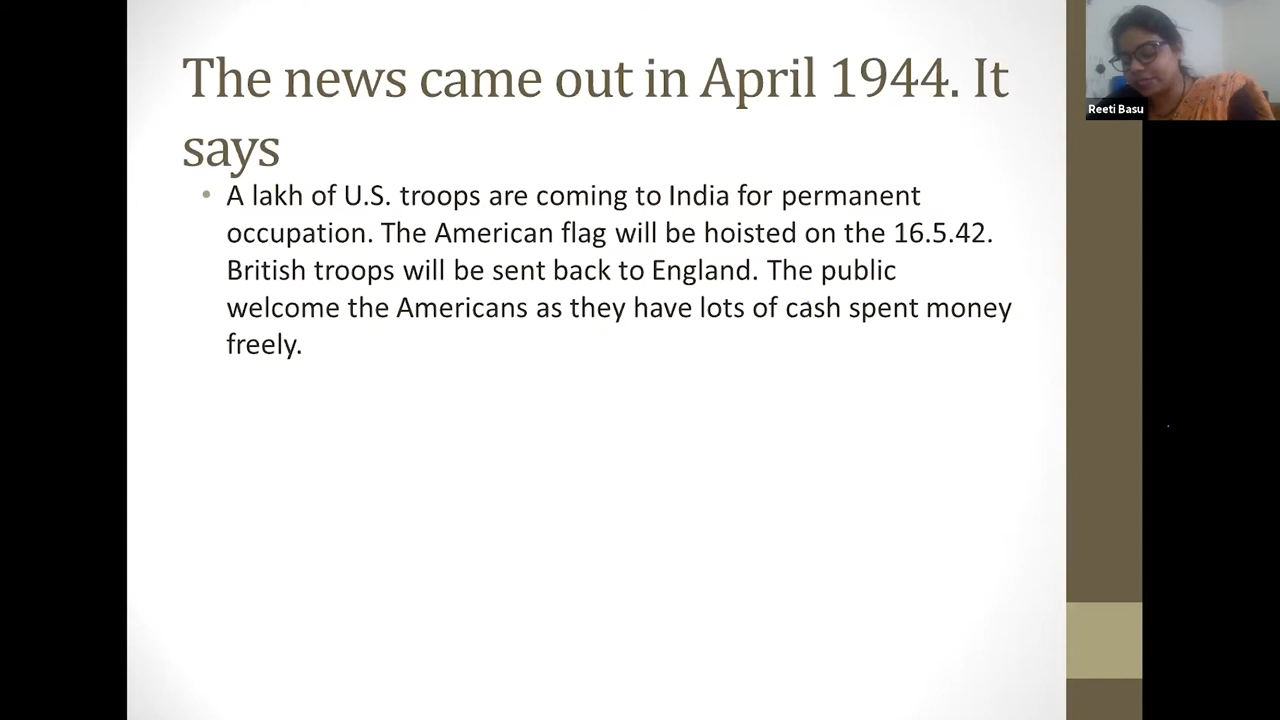 The news came out in April 1944. It
says
• A lakh of U.S. troops are coming to India for permanent
occupation. The American flag will be hoisted on the 16.5.42.
British troops will be sent back to England. The public
welcome the Americans as they have lots of cash spent money
freely.
Reeti Basu